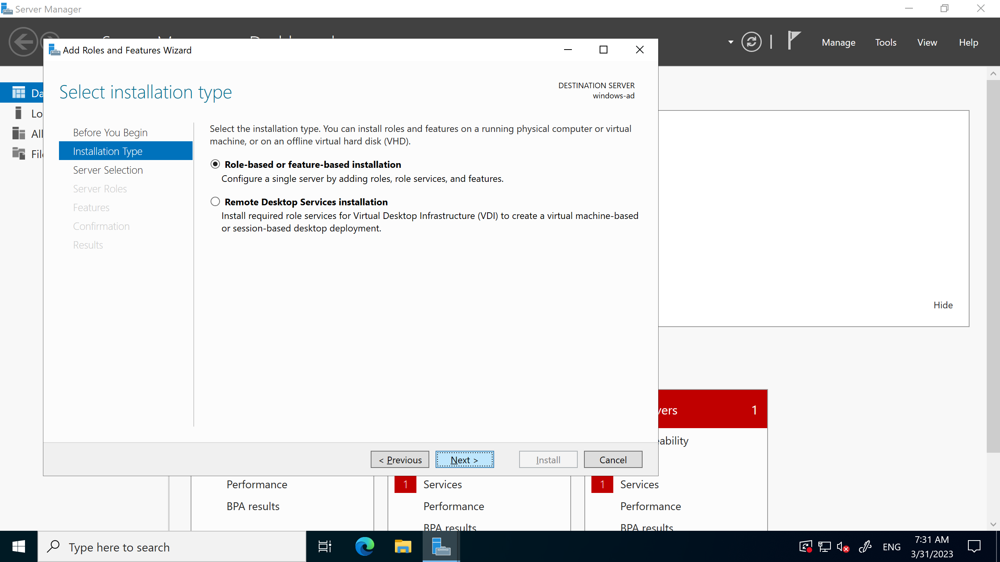 Server Manager
Manage
Tools
View
Help
Add Roles and Features Wizard
Select installation type
DESTINATION SERVER
windows-ad
Before You Begin
Installation Type
Server Selection
Server Roles
Features
Confirmation
Results
Select the installation type. You can install roles and features on a running physical computer or virtual
machine, or on an offline virtual hard disk (VHD).
Role-based or feature-based installation
Configure a single server by adding roles, role services, and features.
Remote Desktop Services installation
Install required role services for Virtual Desktop Infrastructure (VDI) to create a virtual machine-based
or session-based desktop deployment.
Hide
1
< Previous
Next >
Install
Cancel
Performance
BPA results
1 Services
Performance
BPA results
1 Services
Performance
BPA results
Type here to search
ENG
7:31 AM
3/31/2023